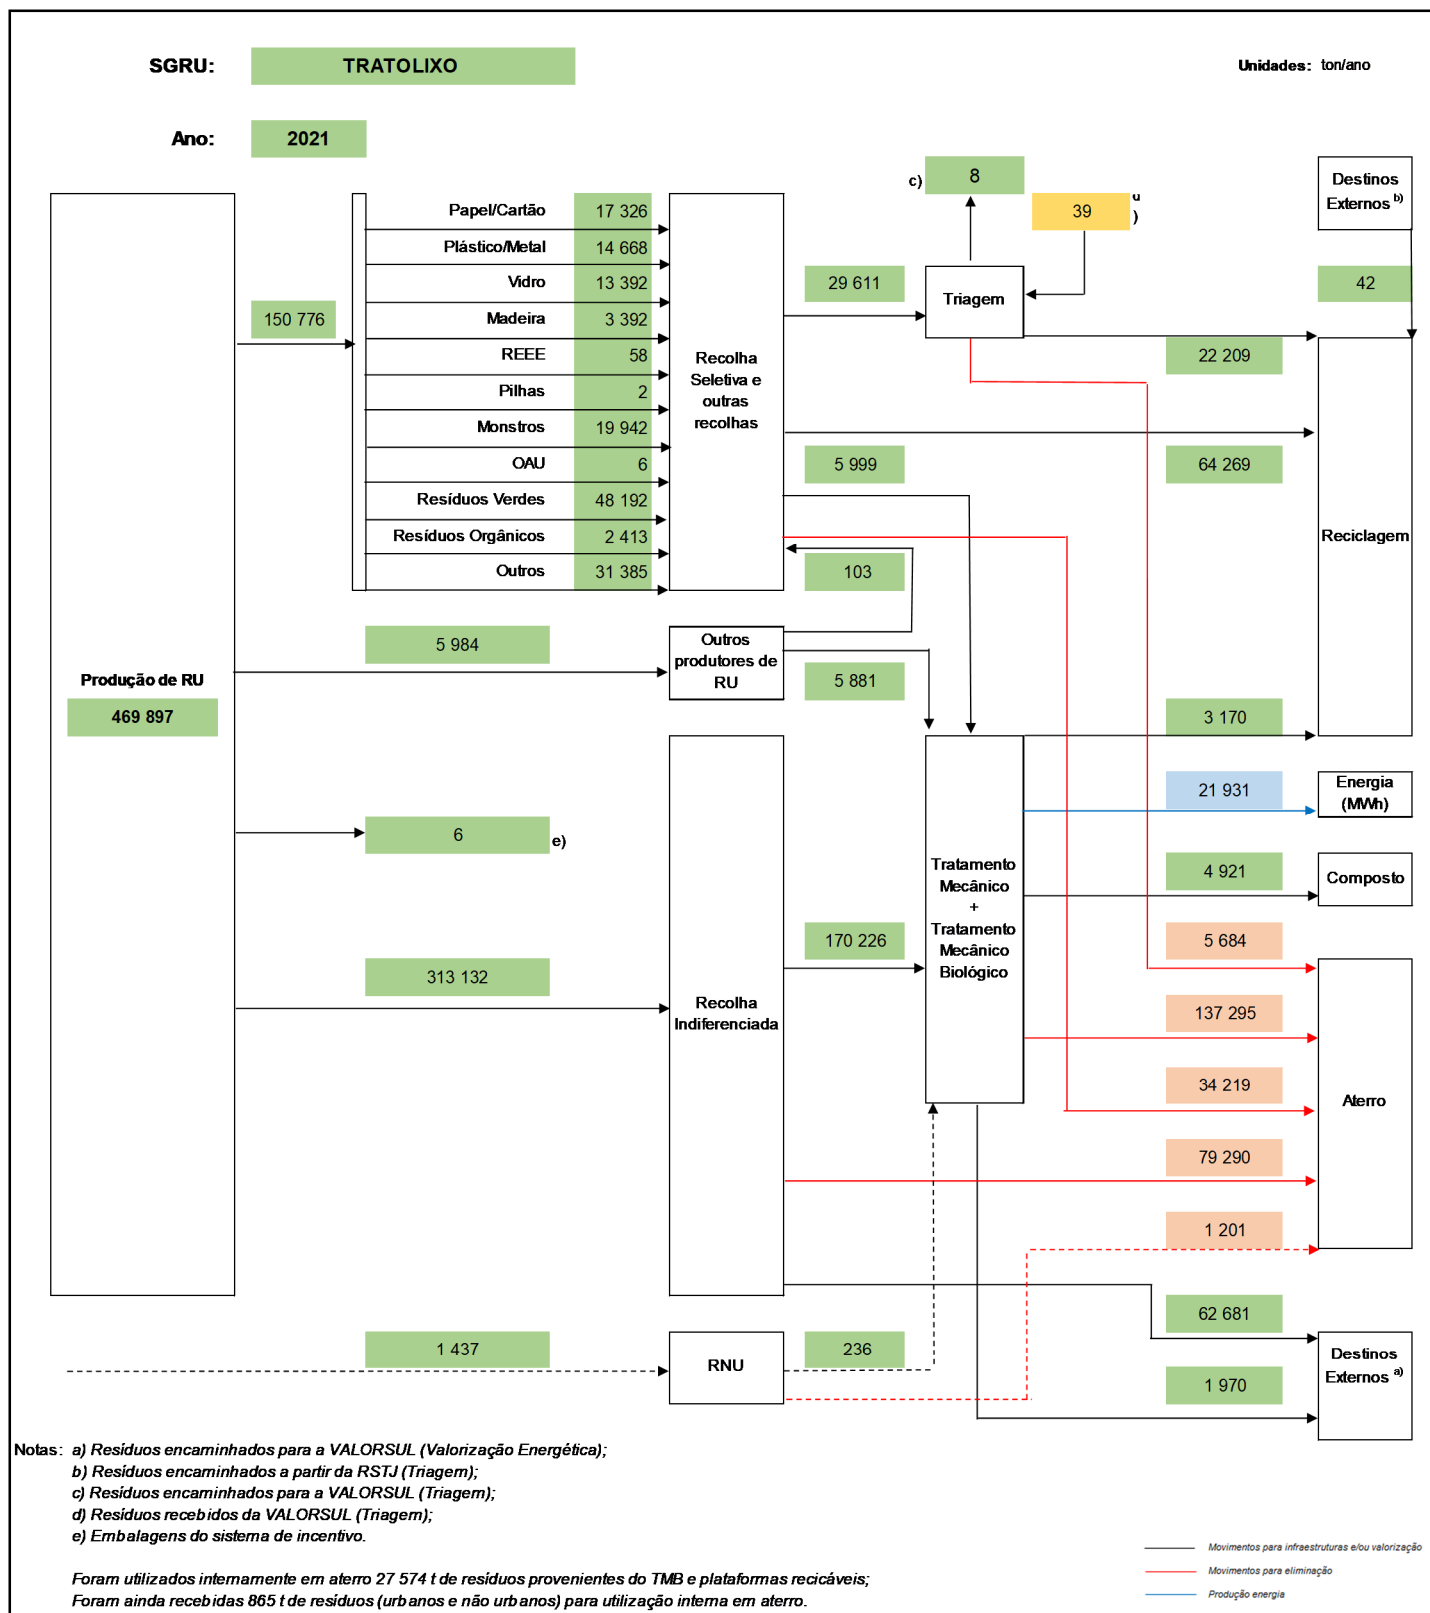 SGRU: TRATOLIXO
Unidades: ton/ano
Ano: 2021
c) 8
39
d)
Destinos
Externos b)
42
Produção de RU
469 897
150 776
Papel/Cartão 17 326
Plástico/Metal 14 668
Vidro 13 392
Madeira 3 392
REEE 58
Pilhas 2
Monstros 19 942
OAU 6
Resíduos Verdes 48 192
Resíduos Orgânicos 2 413
Outros 31 385
Recolha
Seletiva e
outras
recolhas
29 611
Triagem
22 209
5 999
64 269
Reciclagem
103
5 984
Outros
produtores de
RU
5 881
3 170
21 931
Energia
(MWh)
6 e)
4 921
Composto
Tratamento
Mecânico
+
Tratamento
Mecânico
Biológico
170 226
313 132
Recolha
Indiferenciada
5 684
137 295
34 219
Aterro
79 290
1 201
62 681
1 437
RNU
236
Destinos
Externos a)
1 970
Notas: a) Resíduos encaminhados para a VALORSUL (Valorização Energética);
b) Resíduos encaminhados a partir da RSTJ (Triagem);
c) Resíduos encaminhados para a VALORSUL (Triagem);
d) Resíduos recebidos da VALORSUL (Triagem);
e) Embalagens do sistema de incentivo.
Foram utilizados internamente em aterro 27 574 t de resíduos provenientes do TMB e plataformas recicáveis;
Foram ainda recebidas 865 t de resíduos (urbanos e não urbanos) para utilização interna em aterro.
Movimentos para infraestruturas e/ou valorização
Movimentos para eliminação
Produção energia